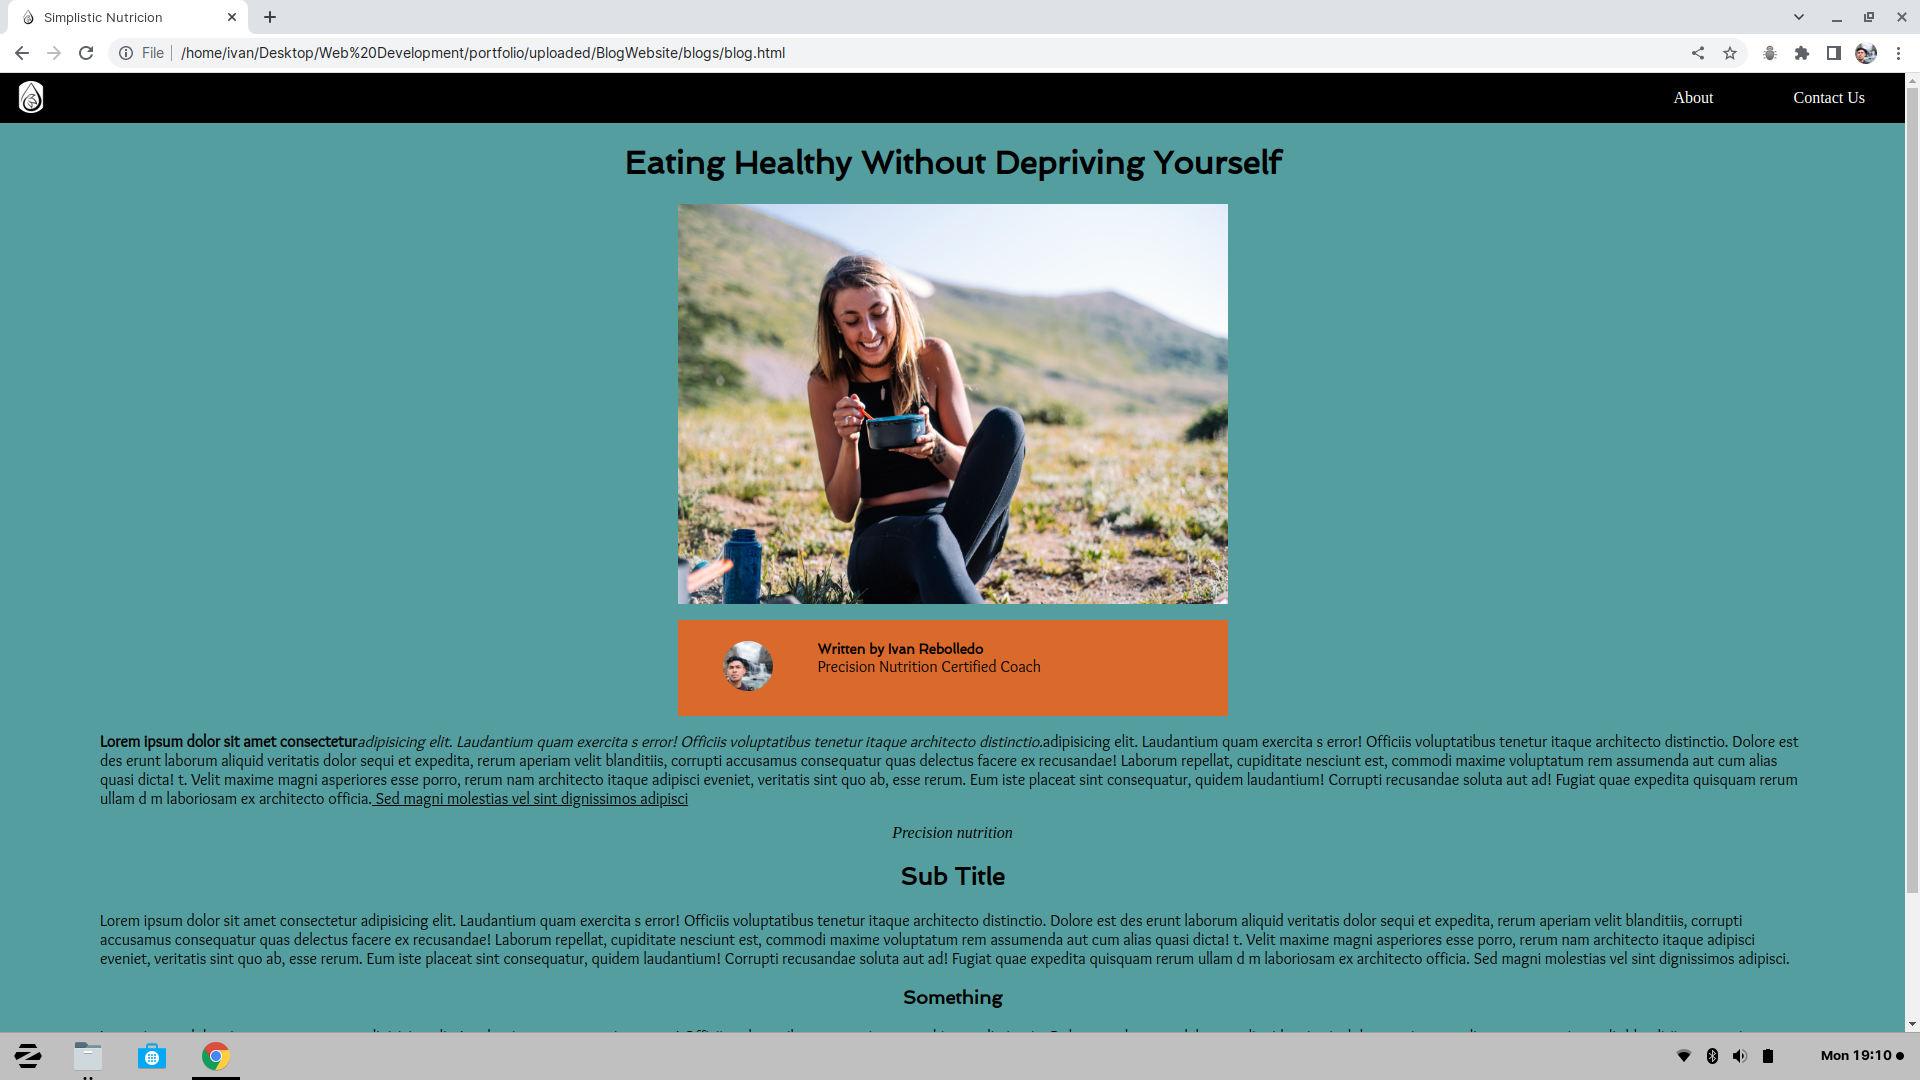 Simplistic Nutricion
File
/home/ivan/Desktop/Web%20Development/portfolio/uploaded/BlogWebsite/blogs/blog.html
About
Contact Us
Eating Healthy Without Depriving Yourself
Written by Ivan Rebolledo
Precision Nutrition Certified Coach
Lorem ipsum dolor sit amet consecteturadipisicing elit. Laudantium quam exercita s error! Officiis voluptatibus tenetur itaque architecto distinctio.adipisicing elit. Laudantium quam exercita s error! Officiis voluptatibus tenetur itaque architecto distinctio. Dolore est
des erunt laborum aliquid veritatis dolor sequi et expedita, rerum aperiam velit blanditiis, corrupti accusamus consequatur quas delectus facere ex recusandae! Laborum repellat, cupiditate nesciunt est, commodi maxime voluptatum rem assumenda aut cum alias
quasi dicta! t. Velit maxime magni asperiores esse porro, rerum nam architecto itaque adipisci eveniet, veritatis sint quo ab, esse rerum. Eum iste placeat sint consequatur, quidem laudantium! Corrupti recusandae soluta aut ad! Fugiat quae expedita quisquam rerum
ullam d m laboriosam ex architecto officia. Sed magni molestias vel sint dignissimos adipisci
Precision nutrition
Sub Title
Lorem ipsum dolor sit amet consectetur adipisicing elit. Laudantium quam exercita s error! Officiis voluptatibus tenetur itaque architecto distinctio. Dolore est des erunt laborum aliquid veritatis dolor sequi et expedita, rerum aperiam velit blanditiis, corrupti
accusamus consequatur quas delectus facere ex recusandae! Laborum repellat, cupiditate nesciunt est, commodi maxime voluptatum rem assumenda aut cum alias quasi dicta! t. Velit maxime magni asperiores esse porro, rerum nam architecto itaque adipisci
eveniet, veritatis sint quo ab, esse rerum. Eum iste placeat sint consequatur, quidem laudantium! Corrupti recusandae soluta aut ad! Fugiat quae expedita quisquam rerum ullam d m laboriosam ex architecto officia. Sed magni molestias vel sint dignissimos adipisci.
Something
Mon 19:10